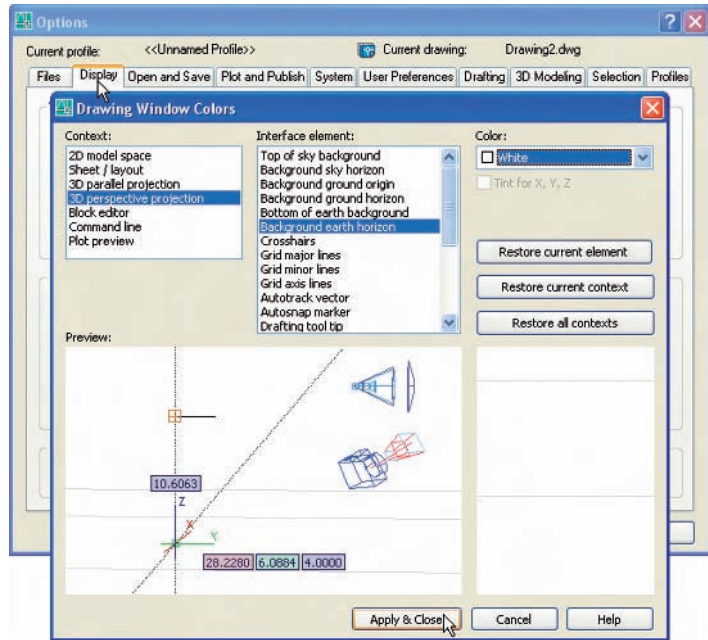 Options
Current profile: <<Unnamed Profile>> Current drawing: Drawing2.dwg
Files Display Open and Save Plot and Publish System User Preferences Drafting 3D Modeling Selection Profiles
Drawing Window Colors
Context:
2D model space
Sheet / layout
3D parallel projection
3D perspective projection
Block editor
Command line
Plot preview
Interface element:
Top of sky background
Background sky horizon
Background ground origin
Background ground horizon
Bottom of earth background
Background earth horizon
Crosshairs
Grid major lines
Grid minor lines
Grid axis lines
Autotrack vector
Autosnap marker
Drafting tool tip
Color:
White
Tint for X, Y, Z
Restore current element
Restore current context
Restore all contexts
Preview:
10.6063
Z
X
Y
28.2280 6.0884 4.0000
Apply & Close Cancel Help